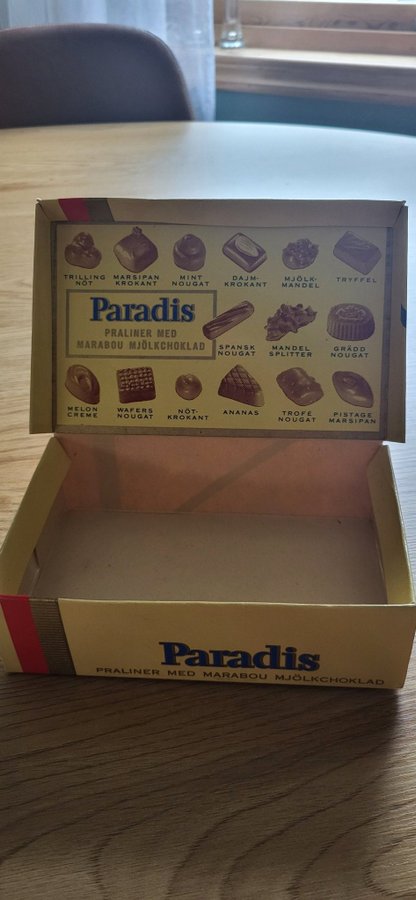 TRILLING
NÖT
MARSIPAN
KROKANT
MINT
NOUGAT
DAJM-
KROKANT
MJÖLK-
MANDEL
TRYFFEL
Paradis
PRALINER MED
MARABOU MJÖLKCHOKLAD
SPANSK
NOUGAT
MANDEL
SPLITTER
GRÄDD
NOUGAT
MELON
CREME
WAFERS
NOUGAT
NÖT-
KROKANT
ANANAS
TROFÉ
NOUGAT
PISTAGE
MARSIPAN
Paradis
PRALINER MED MARABOU MJÖLKCHOKLAD